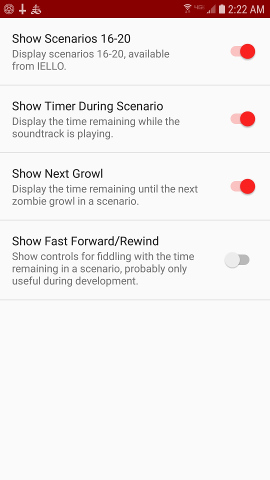 2:22 AM
Show Scenarios 16-20
Display scenarios 16-20, available
from IELLO.
Show Timer During Scenario
Display the time remaining while the
soundtrack is playing.
Show Next Growl
Display the time remaining until the next
zombie growl in a scenario.
Show Fast Forward/Rewind
Show controls for fiddling with the time
remaining in a scenario, probably only
useful during development.